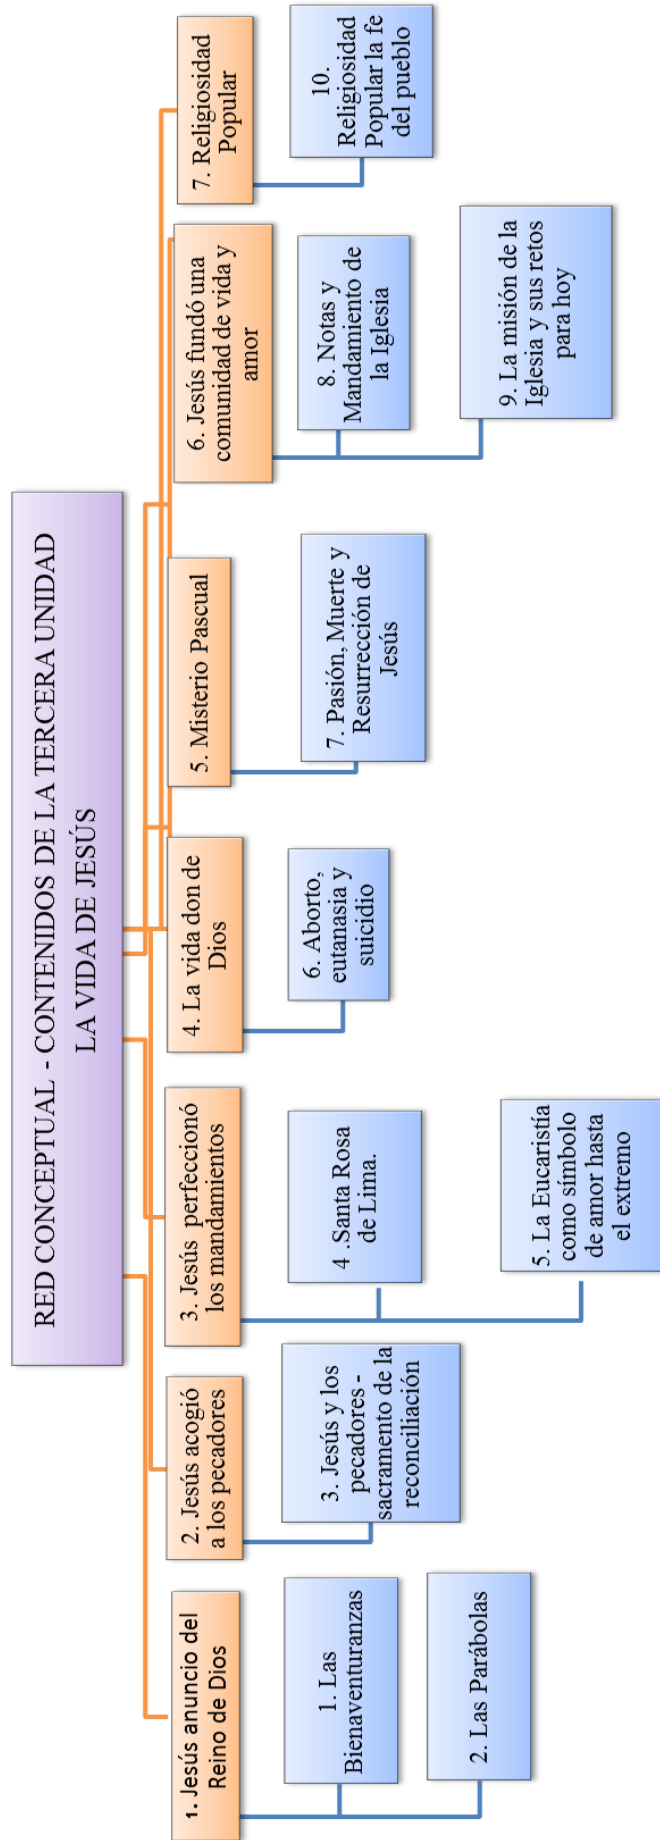 RED CONCEPTUAL - CONTENIDOS DE LA TERCERA UNIDAD
LA VIDA DE JESÚS
1. Jesús anuncio del
Reino de Dios
1. Las
Bienaventuranzas
2. Las Parábolas
2. Jesús acogió
a los pecadores
3. Jesús y los
pecadores -
sacramento de la
reconciliación
3. Jesús perfeccionó
los mandamientos
4 .Santa Rosa
de Lima.
5. La Eucaristía
como símbolo
de amor hasta
el extremo
4. La vida don de
Dios
6. Aborto,
eutanasia y
suicidio
5. Misterio Pascual
7. Pasión, Muerte y
Resurrección de
Jesús
6. Jesús fundó una
comunidad de vida y
amor
8. Notas y
Mandamiento de
la Iglesia
9. La misión de la
Iglesia y sus retos
para hoy
7. Religiosidad
Popular
10.
Religiosidad
Popular la fe
del pueblo